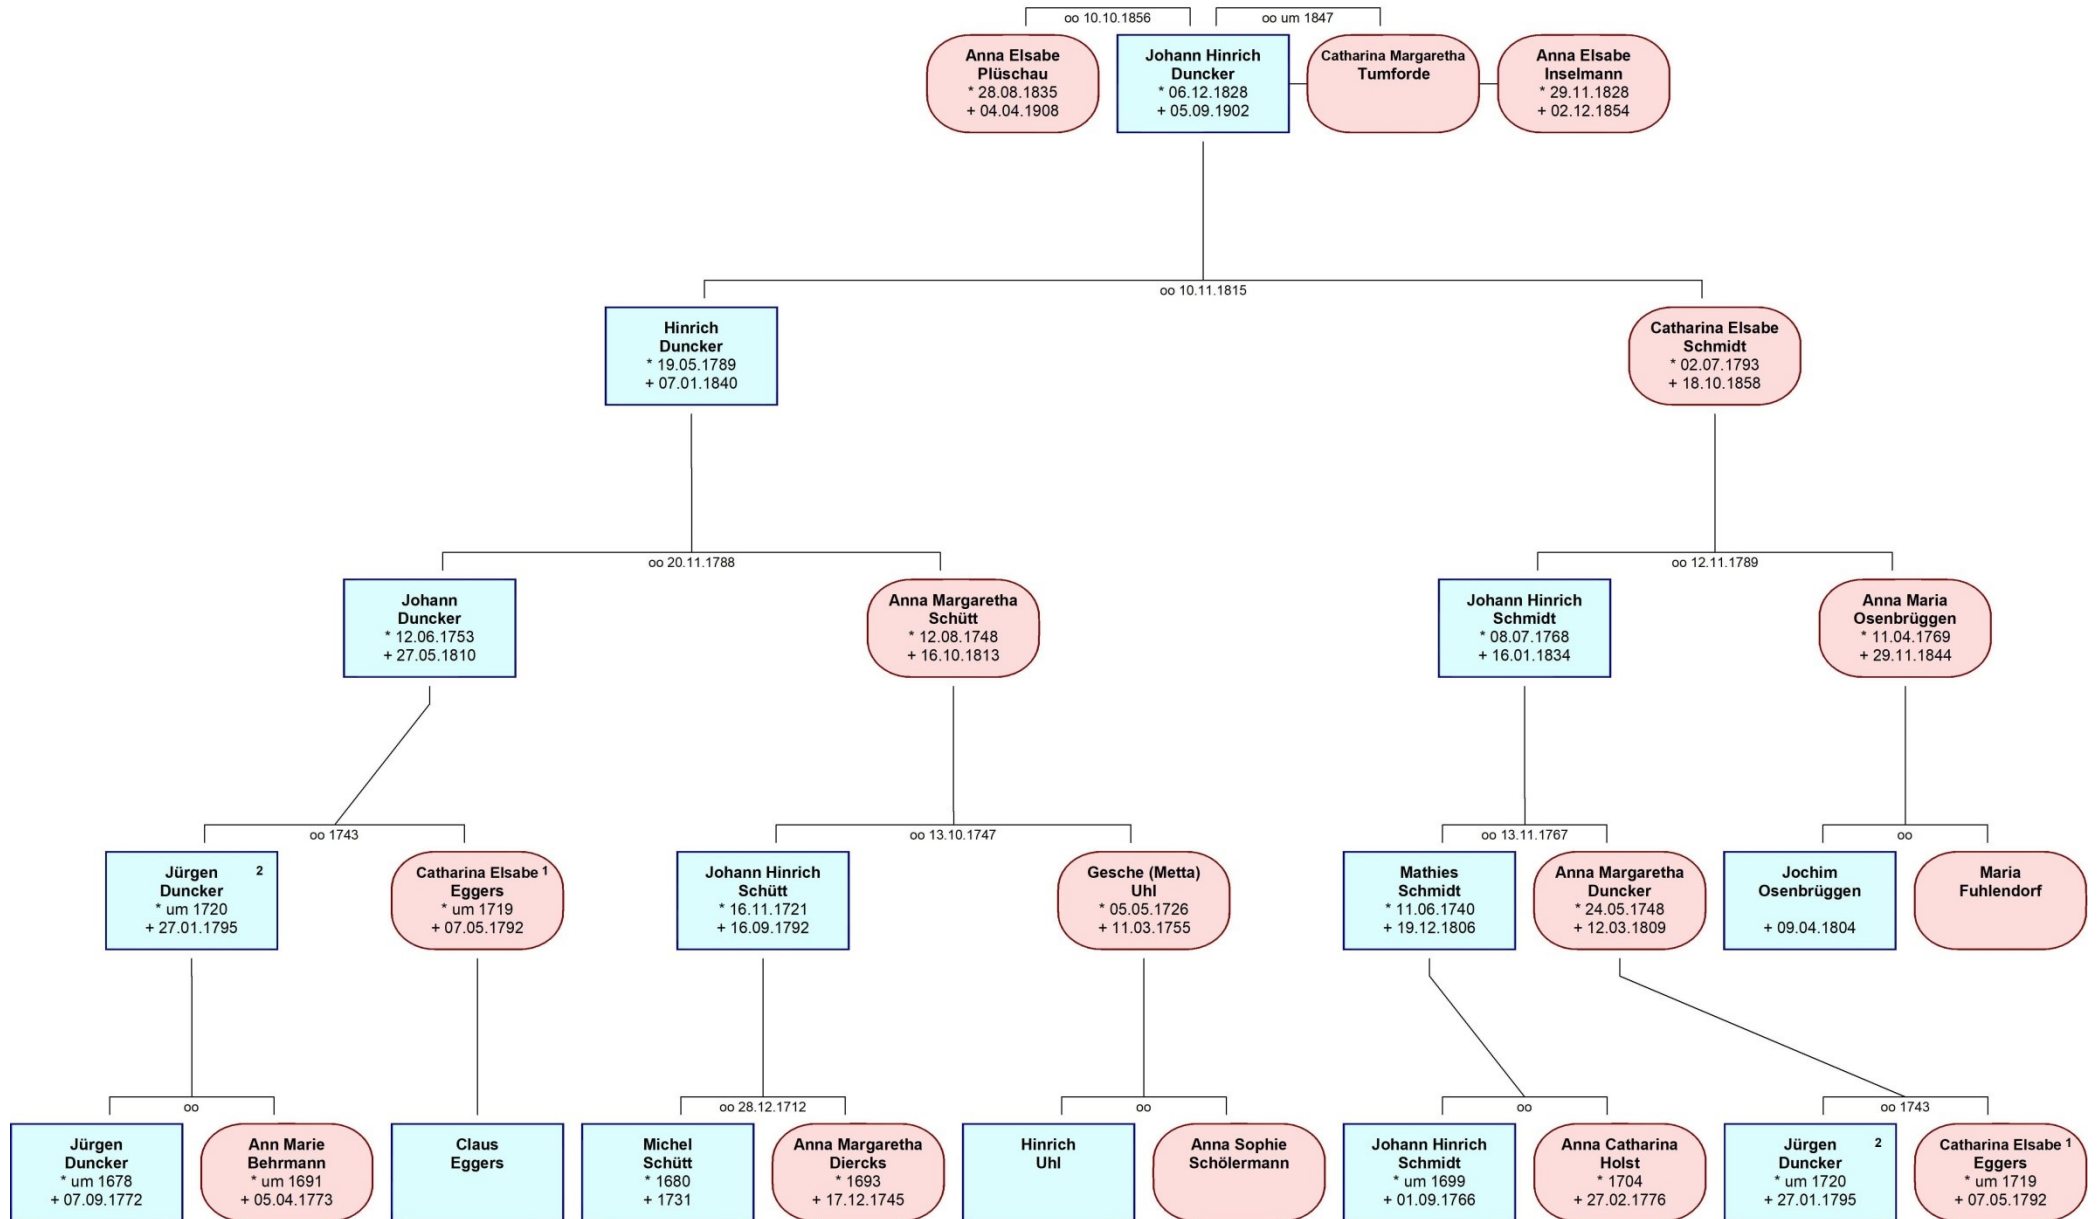 oo 10.10.1856
oo um 1847
Anna Elsabe
Plüschau
* 28.08.1835
+ 04.04.1908
Johann Hinrich
Duncker
* 06.12.1828
+ 05.09.1902
Catharina Margaretha
Tumforde
Anna Elsabe
Inselmann
* 29.11.1828
+ 02.12.1854
oo 10.11.1815
Hinrich
Duncker
* 19.05.1789
+ 07.01.1840
Catharina Elsabe
Schmidt
* 02.07.1793
+ 18.10.1858
oo 20.11.1788
oo 12.11.1789
Johann
Duncker
* 12.06.1753
+ 27.05.1810
Anna Margaretha
Schütt
* 12.08.1748
+ 16.10.1813
Johann Hinrich
Schmidt
* 08.07.1768
+ 16.01.1834
Anna Maria
Osenbrüggen
* 11.04.1769
+ 29.11.1844
oo 1743
oo 13.10.1747
oo 13.11.1767
oo
Jürgen 2
Duncker
* um 1720
+ 27.01.1795
Catharina Elsabe 1
Eggers
* um 1719
+ 07.05.1792
Johann Hinrich
Schütt
* 16.11.1721
+ 16.09.1792
Gesche (Metta)
Uhl
* 05.05.1726
+ 11.03.1755
Mathies
Schmidt
* 11.06.1740
+ 19.12.1806
Anna Margaretha
Duncker
* 24.05.1748
+ 12.03.1809
Jochim
Osenbrüggen
+ 09.04.1804
Maria
Fuhlendorf
oo
oo 28.12.1712
oo
oo
oo 1743
Jürgen
Duncker
* um 1678
+ 07.09.1772
Ann Marie
Behrmann
* um 1691
+ 05.04.1773
Claus
Eggers
Michel
Schütt
* 1680
+ 1731
Anna Margaretha
Diercks
* 1693
+ 17.12.1745
Hinrich
Uhl
Anna Sophie
Schölermann
Johann Hinrich
Schmidt
* um 1699
+ 01.09.1766
Anna Catharina
Holst
* 1704
+ 27.02.1776
Jürgen 2
Duncker
* um 1720
+ 27.01.1795
Catharina Elsabe 1
Eggers
* um 1719
+ 07.05.1792